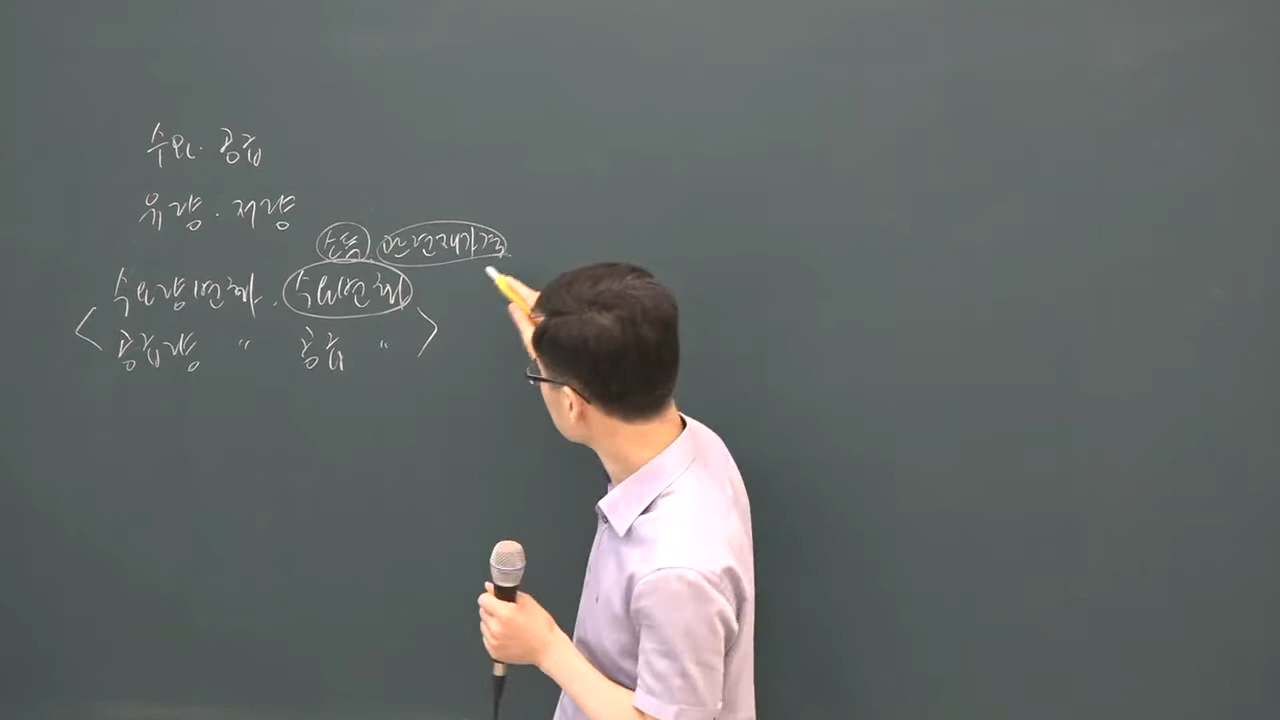 수요· 공급
유량 · 저량
소득 연관재가격
수요량변화 · 수요변화
공급량 〃 공급 〃